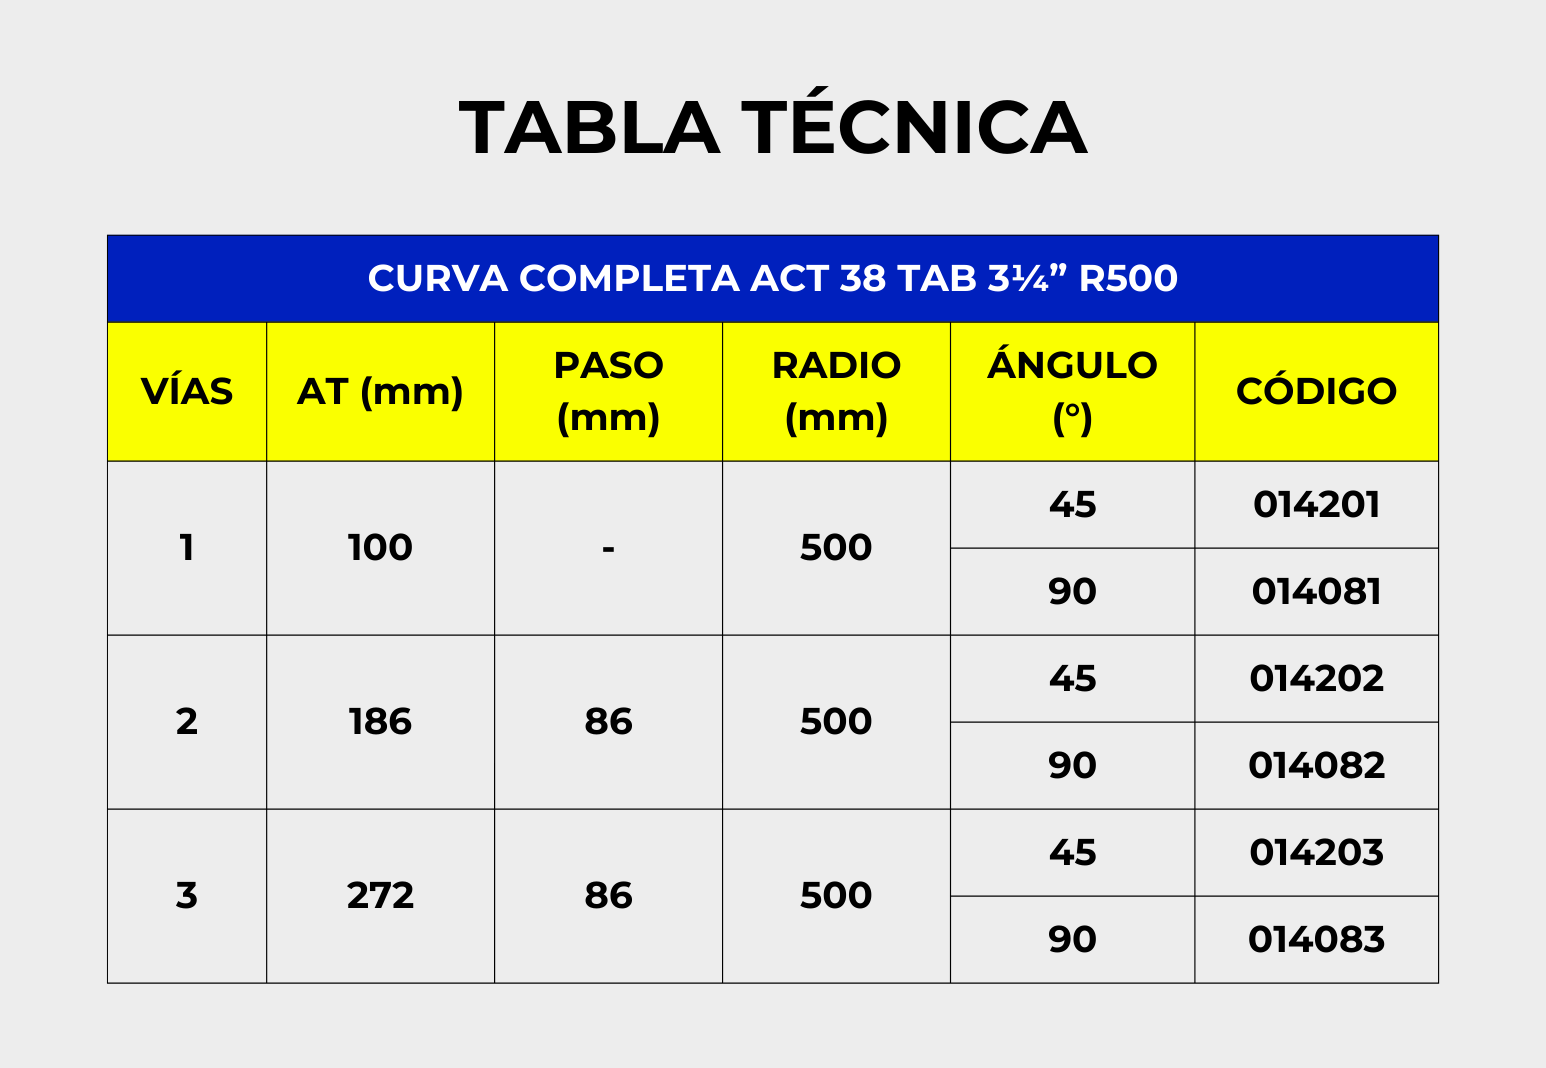 TABLA TÉCNICA
CURVA COMPLETA ACT 38 TAB 3¼” R500
VÍAS AT (mm) PASO (mm) RADIO (mm) ÁNGULO (°) CÓDIGO
1 100 - 500 45 014201
90 014081
2 186 86 500 45 014202
90 014082
3 272 86 500 45 014203
90 014083